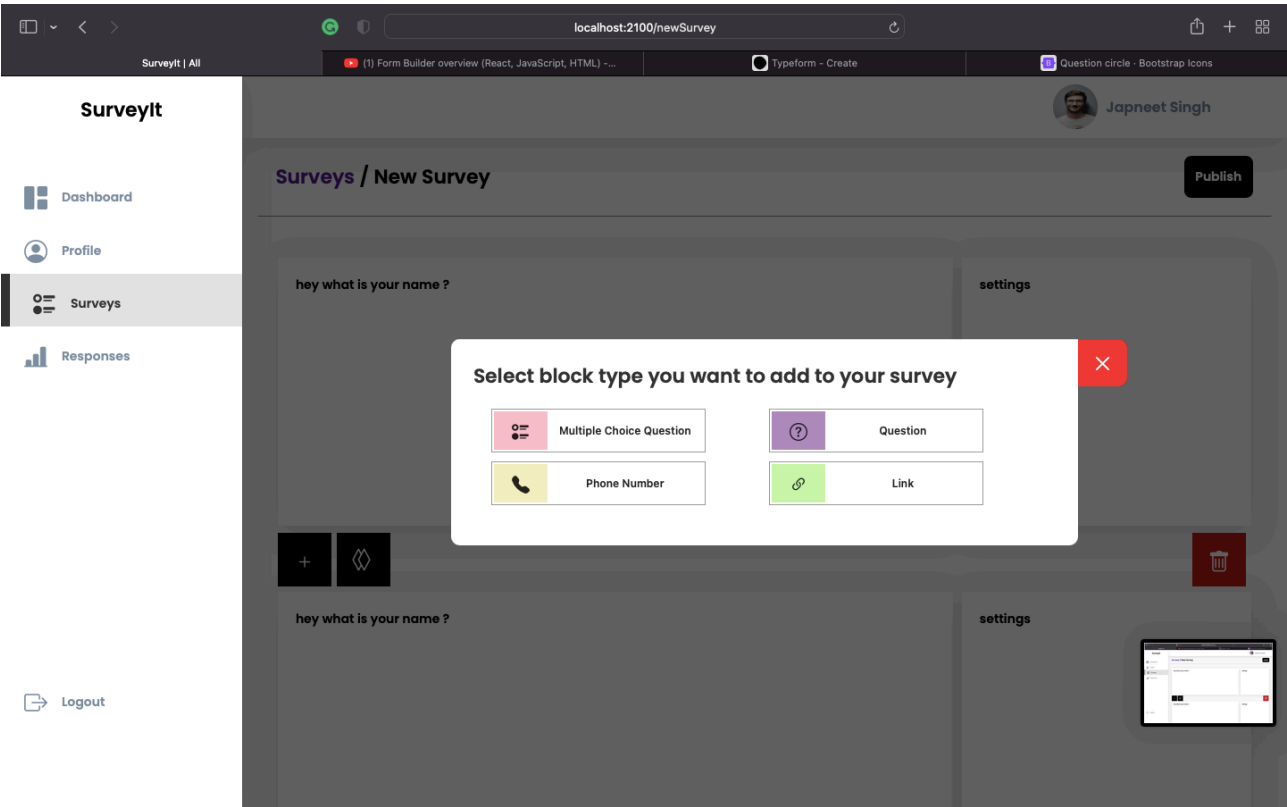 localhost:2100/newSurvey
SurveyIt | All
(1) Form Builder overview (React, JavaScript, HTML) -...
Typeform - Create
Question circle · Bootstrap Icons
SurveyIt
Japneet Singh
Surveys / New Survey
Publish
Dashboard
Profile
Surveys
Responses
Logout
hey what is your name ?
settings
Select block type you want to add to your survey
Multiple Choice Question
Question
Phone Number
Link
hey what is your name ?
settings